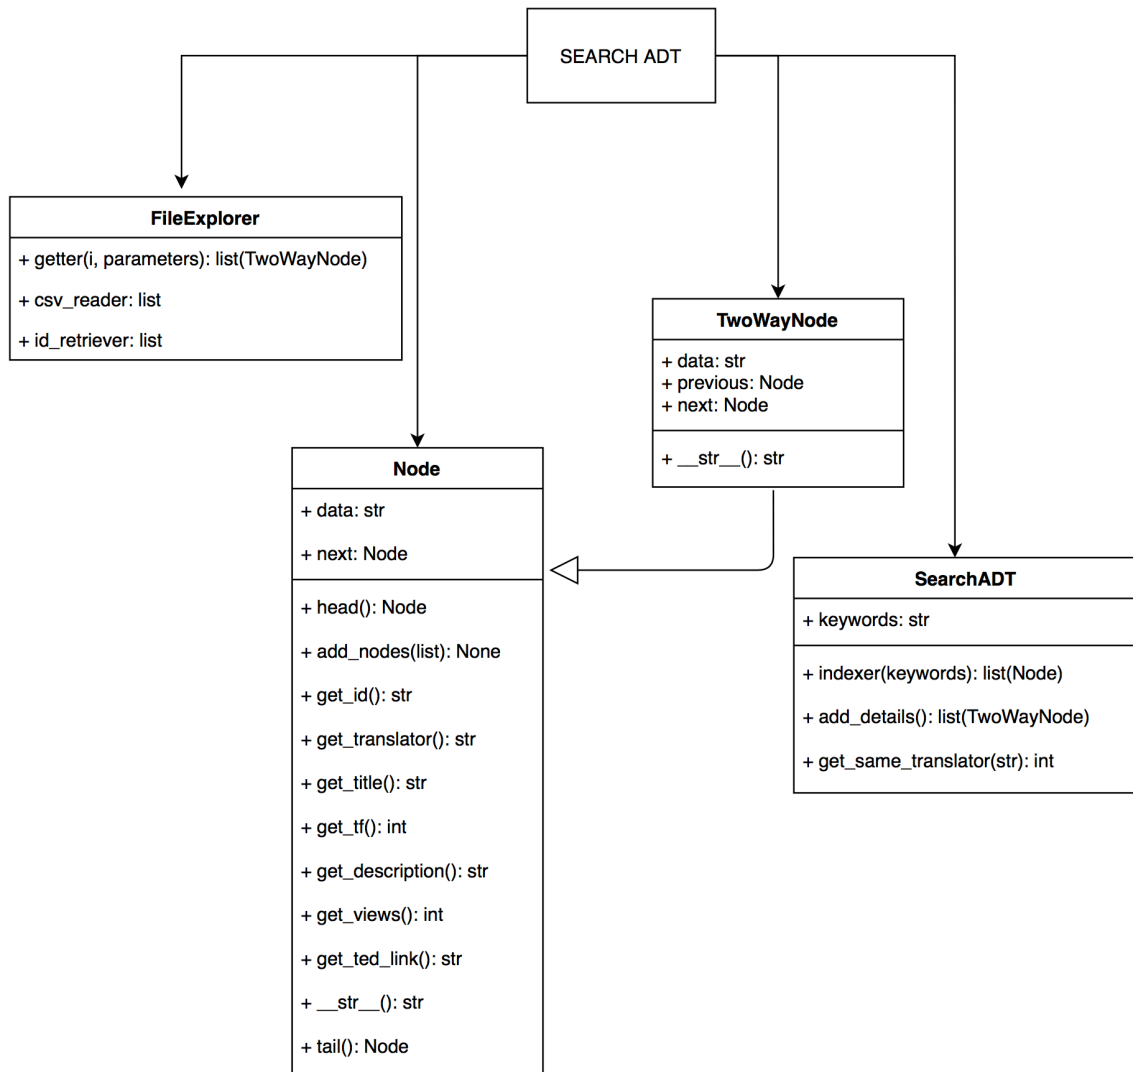 SEARCH ADT
FileExplorer
+ getter(i, parameters): list(TwoWayNode)
+ csv_reader: list
+ id_retriever: list
TwoWayNode
+ data: str
+ previous: Node
+ next: Node
+ __str__(): str
Node
+ data: str
+ next: Node
+ head(): Node
+ add_nodes(list): None
+ get_id(): str
+ get_translator(): str
+ get_title(): str
+ get_tf(): int
+ get_description(): str
+ get_views(): int
+ get_ted_link(): str
+ __str__(): str
+ tail(): Node
SearchADT
+ keywords: str
+ indexer(keywords): list(Node)
+ add_details(): list(TwoWayNode)
+ get_same_translator(str): int